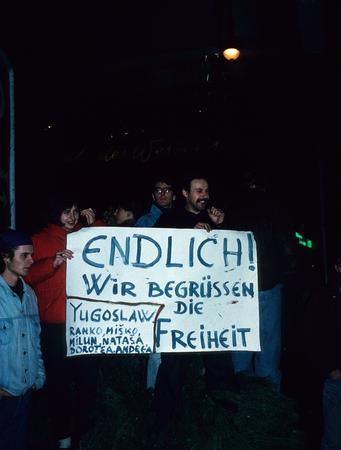 ENDLICH!
WIR BEGRÜSSEN
DIE
FREIHEIT
YUGOSLAW
RANKO, MIŠKO,
MILUN, NATAŠA,
DOROTEA, ANDREA